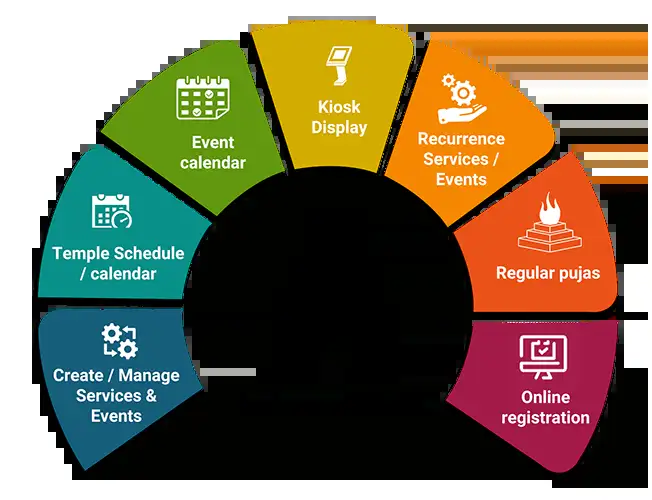 Create / Manage
Services &
Events
Temple Schedule
/ calendar
Event
calendar
Kiosk
Display
Recurrence
Services /
Events
Regular pujas
Online
registration